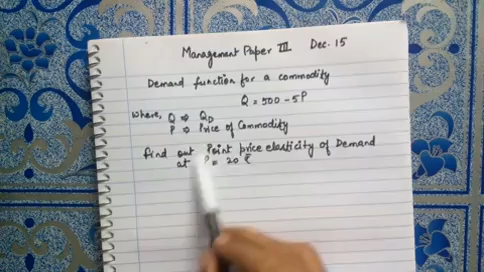 Management Paper III Dec. 15
Demand function for a commodity
Q = 500 - 5P
Where, Q ⇒ QD
P ⇒ Price of Commodity
Find out Point price elasticity of Demand
at = 20 ₹